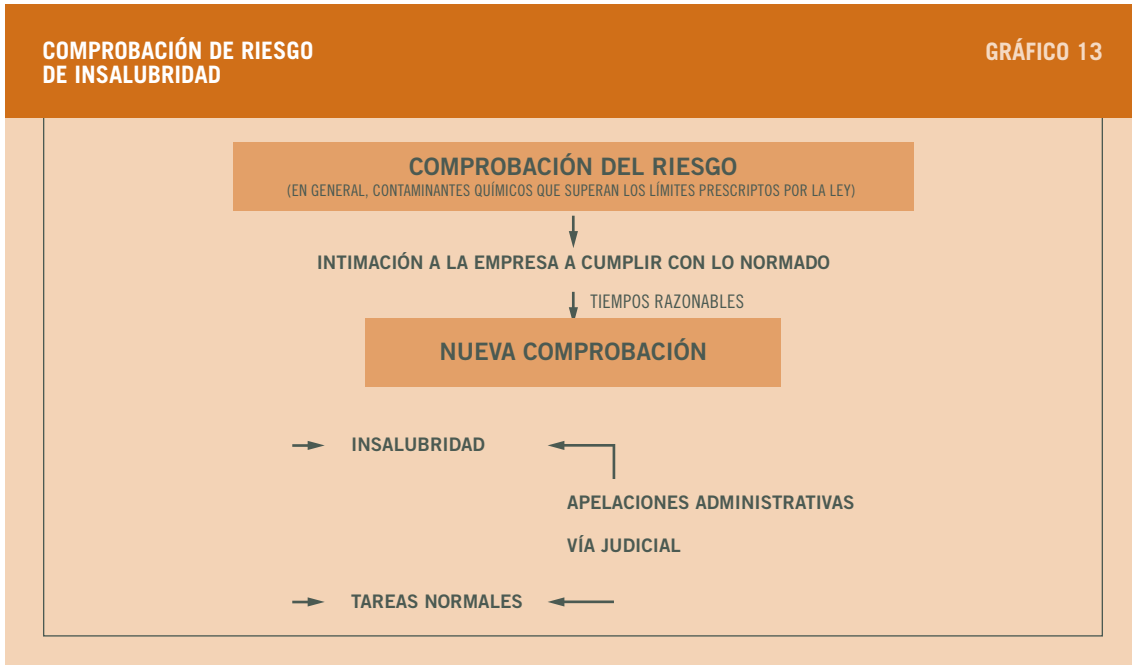 COMPROBACIÓN DE RIESGO
DE INSALUBRIDAD
GRÁFICO 13
COMPROBACIÓN DEL RIESGO
(EN GENERAL, CONTAMINANTES QUÍMICOS QUE SUPERAN LOS LÍMITES PRESCRIPTOS POR LA LEY)
INTIMACIÓN A LA EMPRESA A CUMPLIR CON LO NORMADO
TIEMPOS RAZONABLES
NUEVA COMPROBACIÓN
INSALUBRIDAD
APELACIONES ADMINISTRATIVAS
VÍA JUDICIAL
TAREAS NORMALES